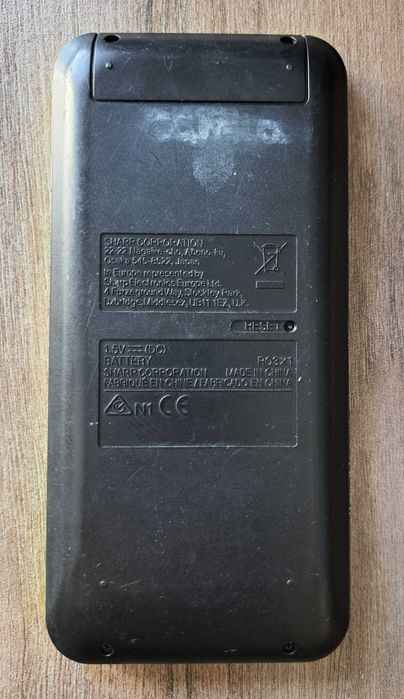 SHARP CORPORATION
22-22 Nagaike-cho, Abeno-ku,
Osaka 545-8522, Japan
In Europe represented by
Sharp Electronics Europe Ltd.
4 Furzeground Way, Stockley Park,
Uxbridge, Middlesex, UB11 1EZ, U.K.
RESET
1.5V⎓(DC)
BATTERY R03×1
SHARP CORPORATION MADE IN CHINA
FABRIQUÉ EN CHINE / FABRICADO EN CHINA
N1 CE